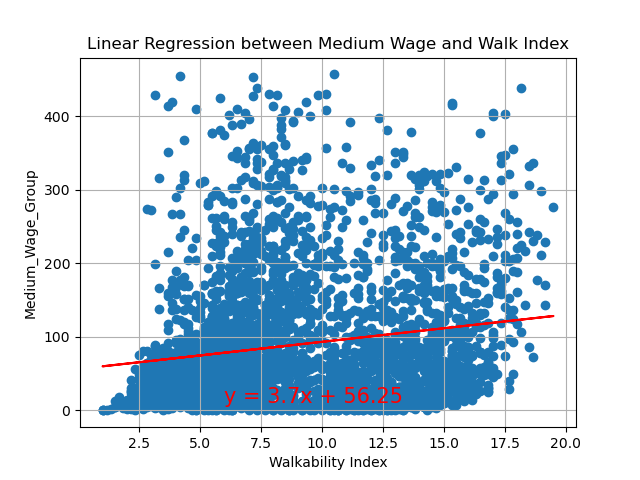 Linear Regression between Medium Wage and Walk Index
400
300
200
100
0
Medium_Wage_Group
y = 3.7x + 56.25
2.5 5.0 7.5 10.0 12.5 15.0 17.5 20.0
Walkability Index